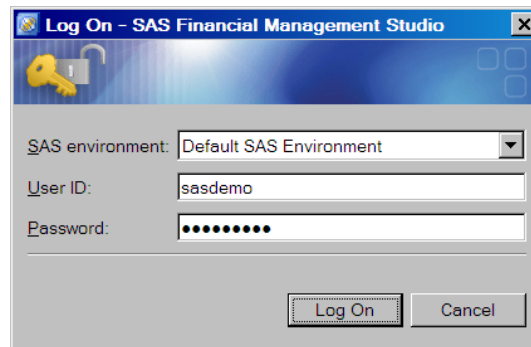 Log On - SAS Financial Management Studio
SAS environment: Default SAS Environment
User ID: sasdemo
Password: •••••••••
Log On Cancel